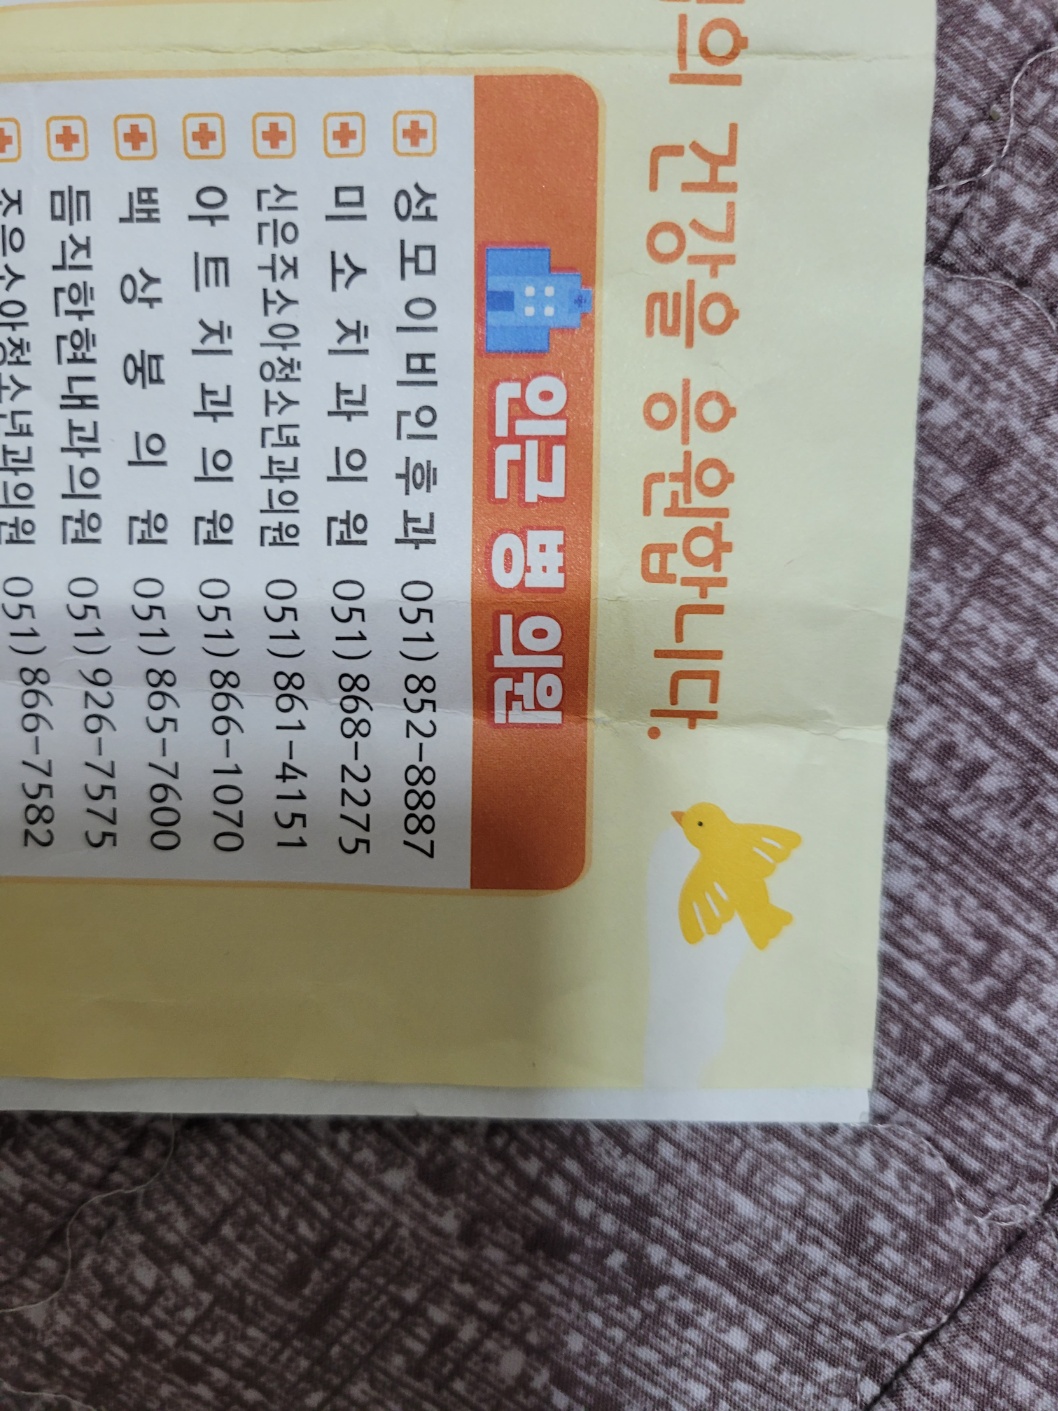 의 건강을 응원합니다.
인근 병·의원
성모이비인후과 051) 852-8887
미소치과의원 051) 868-2275
신은주소아청소년과의원 051) 861-4151
아트치과의원 051) 866-1070
백상붕의원 051) 865-7600
듬직한현내과의원 051) 926-7575
조은소아청소년과의원 051) 866-7582